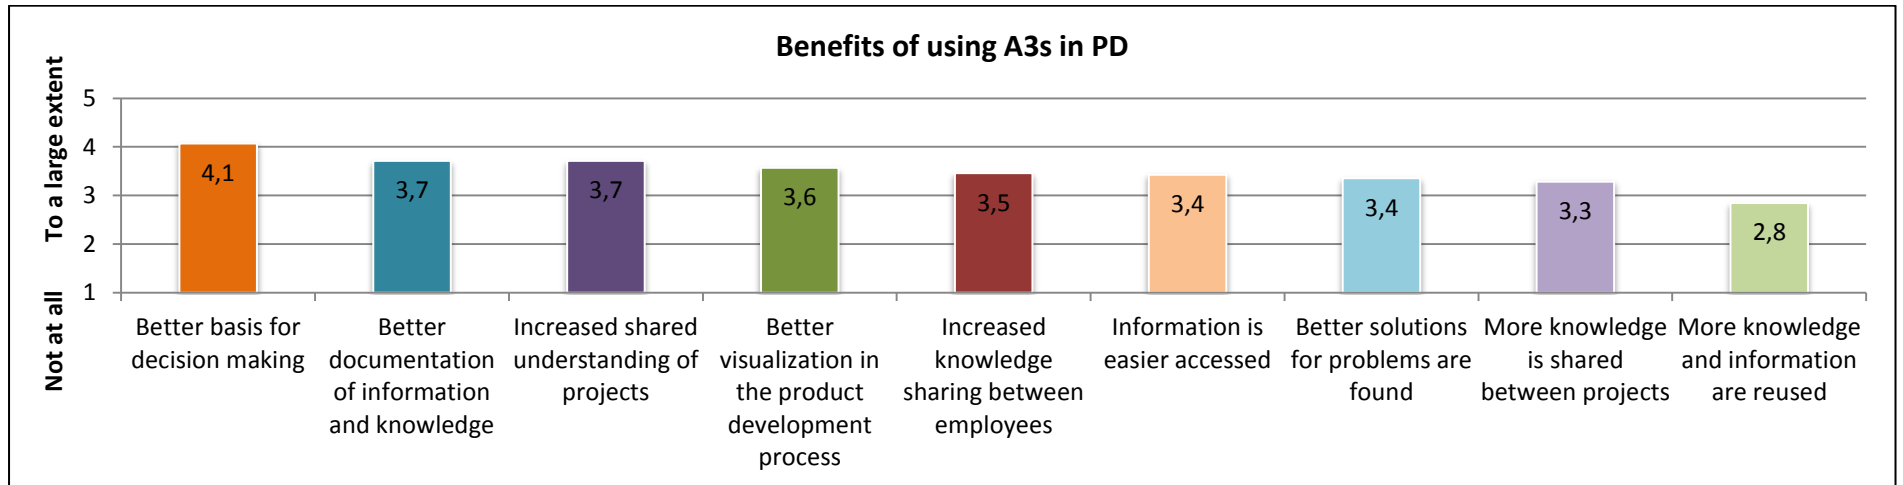 Benefits of using A3s in PD
To a large extent
Not at all
5
4
3
2
1
4,1
3,7
3,7
3,6
3,5
3,4
3,4
3,3
2,8
Better basis for
decision making
Better
documentation
of information
and knowledge
Increased shared
understanding of
projects
Better
visualization in
the product
development
process
Increased
knowledge
sharing between
employees
Information is
easier accessed
Better solutions
for problems are
found
More knowledge
is shared
between projects
More knowledge
and information
are reused